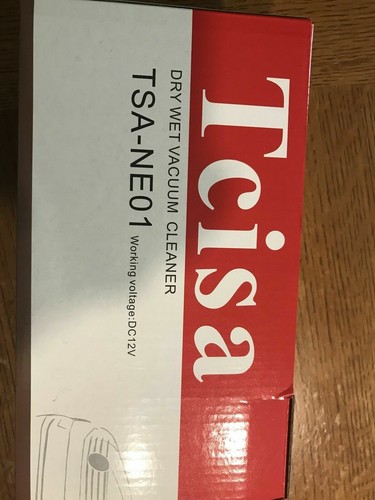 Tcisa
DRY WET VACUUM CLEANER
TSA-NE01 Working voltage:DC12V